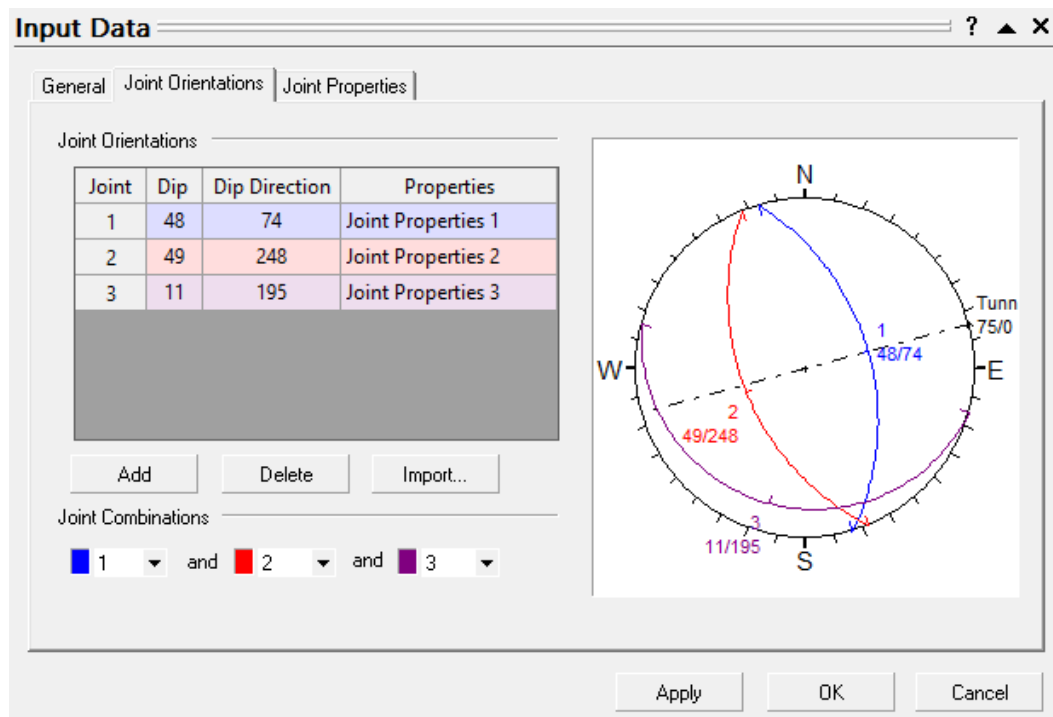 Input Data ? ▲ ×
General Joint Orientations Joint Properties
Joint Orientations
Joint Dip Dip Direction Properties
1 48 74 Joint Properties 1
2 49 248 Joint Properties 2
3 11 195 Joint Properties 3
Add Delete Import...
Joint Combinations
1 and 2 and 3
N
Tunn
75/0
1
48/74
W E
2
49/248
3
11/195
S
Apply OK Cancel